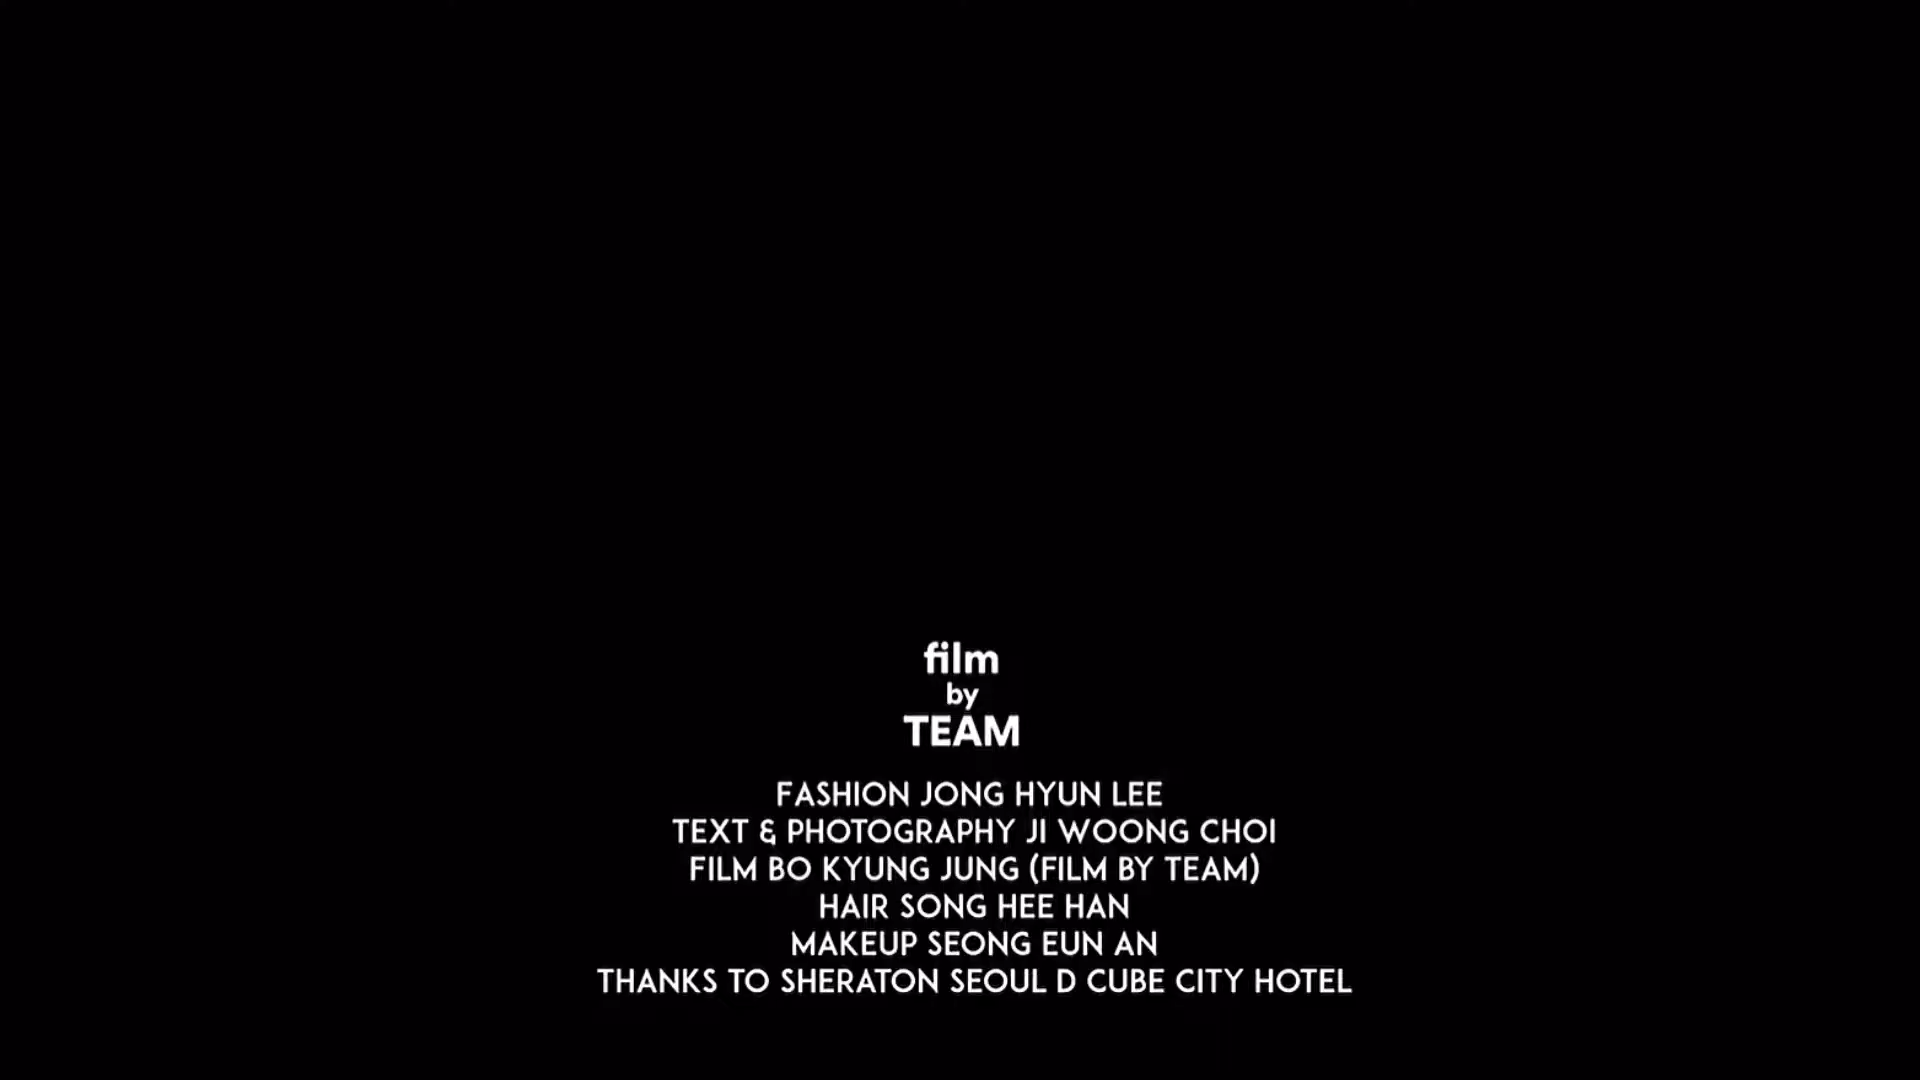 film
by
TEAM
FASHION JONG HYUN LEE
TEXT & PHOTOGRAPHY JI WOONG CHOI
FILM BO KYUNG JUNG (FILM BY TEAM)
HAIR SONG HEE HAN
MAKEUP SEONG EUN AN
THANKS TO SHERATON SEOUL D CUBE CITY HOTEL